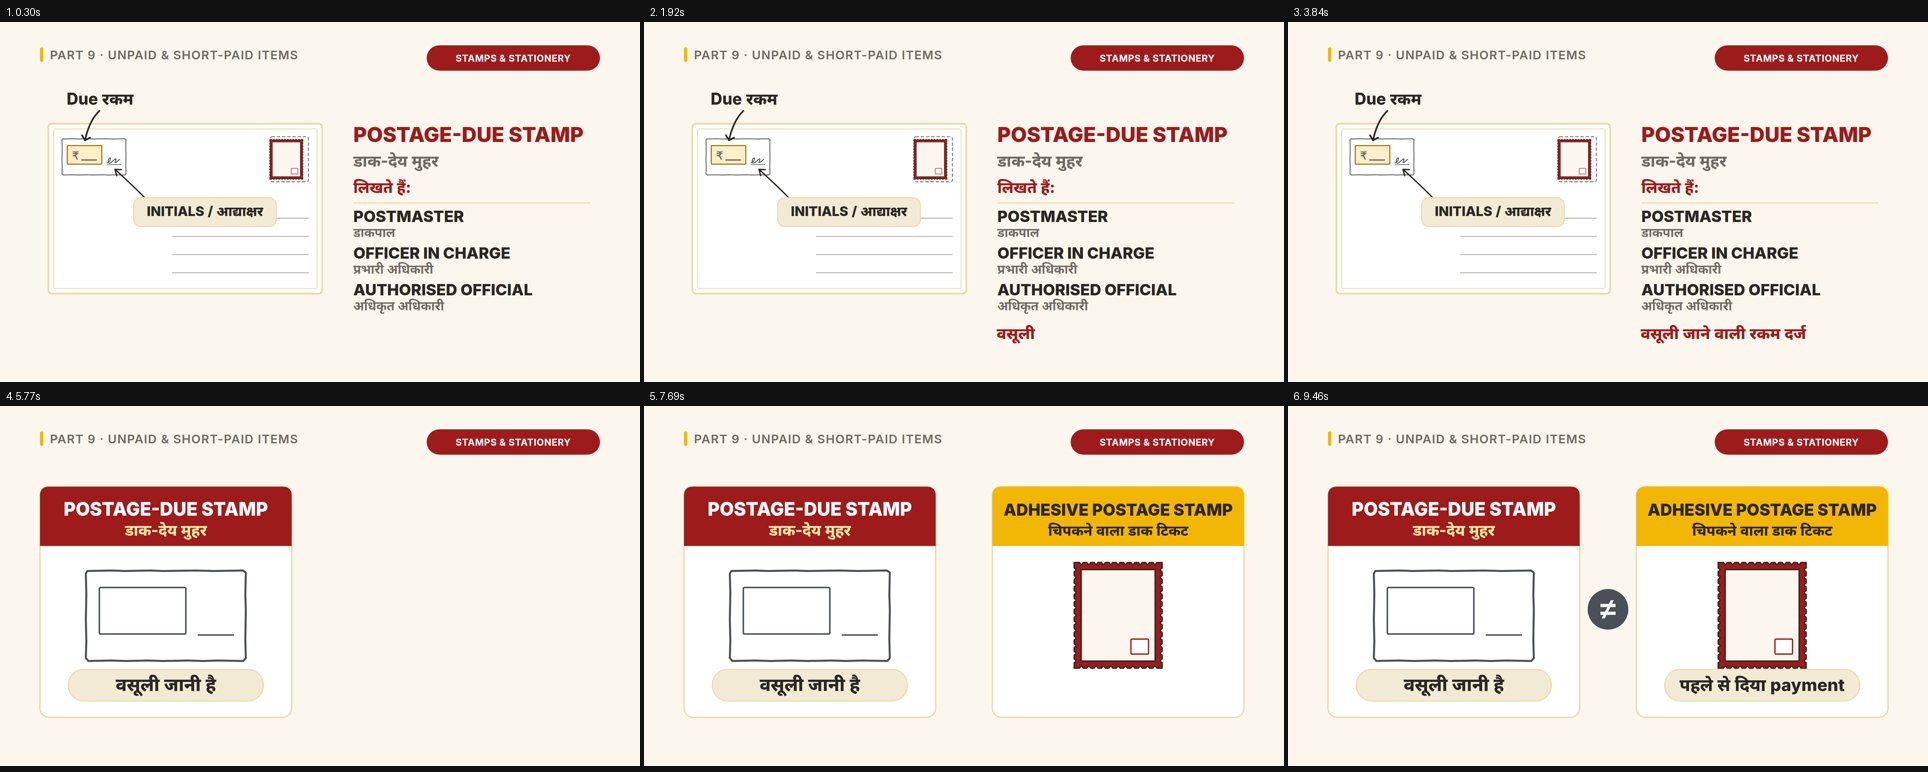 1. 0.30s
PART 9 · UNPAID & SHORT-PAID ITEMS
STAMPS & STATIONERY
Due रकम
₹
INITIALS / आद्याक्षर
POSTAGE-DUE STAMP
डाक-देय मुहर
लिखते हैं:
POSTMASTER
डाकपाल
OFFICER IN CHARGE
प्रभारी अधिकारी
AUTHORISED OFFICIAL
अधिकृत अधिकारी
2. 1.92s
PART 9 · UNPAID & SHORT-PAID ITEMS
STAMPS & STATIONERY
Due रकम
₹
INITIALS / आद्याक्षर
POSTAGE-DUE STAMP
डाक-देय मुहर
लिखते हैं:
POSTMASTER
डाकपाल
OFFICER IN CHARGE
प्रभारी अधिकारी
AUTHORISED OFFICIAL
अधिकृत अधिकारी
वसूली
3. 3.84s
PART 9 · UNPAID & SHORT-PAID ITEMS
STAMPS & STATIONERY
Due रकम
₹
INITIALS / आद्याक्षर
POSTAGE-DUE STAMP
डाक-देय मुहर
लिखते हैं:
POSTMASTER
डाकपाल
OFFICER IN CHARGE
प्रभारी अधिकारी
AUTHORISED OFFICIAL
अधिकृत अधिकारी
वसूली जाने वाली रकम दर्ज
4. 5.77s
PART 9 · UNPAID & SHORT-PAID ITEMS
STAMPS & STATIONERY
POSTAGE-DUE STAMP
डाक-देय मुहर
वसूली जानी है
5. 7.69s
PART 9 · UNPAID & SHORT-PAID ITEMS
STAMPS & STATIONERY
POSTAGE-DUE STAMP
डाक-देय मुहर
वसूली जानी है
ADHESIVE POSTAGE STAMP
चिपकने वाला डाक टिकट
6. 9.46s
PART 9 · UNPAID & SHORT-PAID ITEMS
STAMPS & STATIONERY
POSTAGE-DUE STAMP
डाक-देय मुहर
वसूली जानी है
≠
ADHESIVE POSTAGE STAMP
चिपकने वाला डाक टिकट
पहले से दिया payment